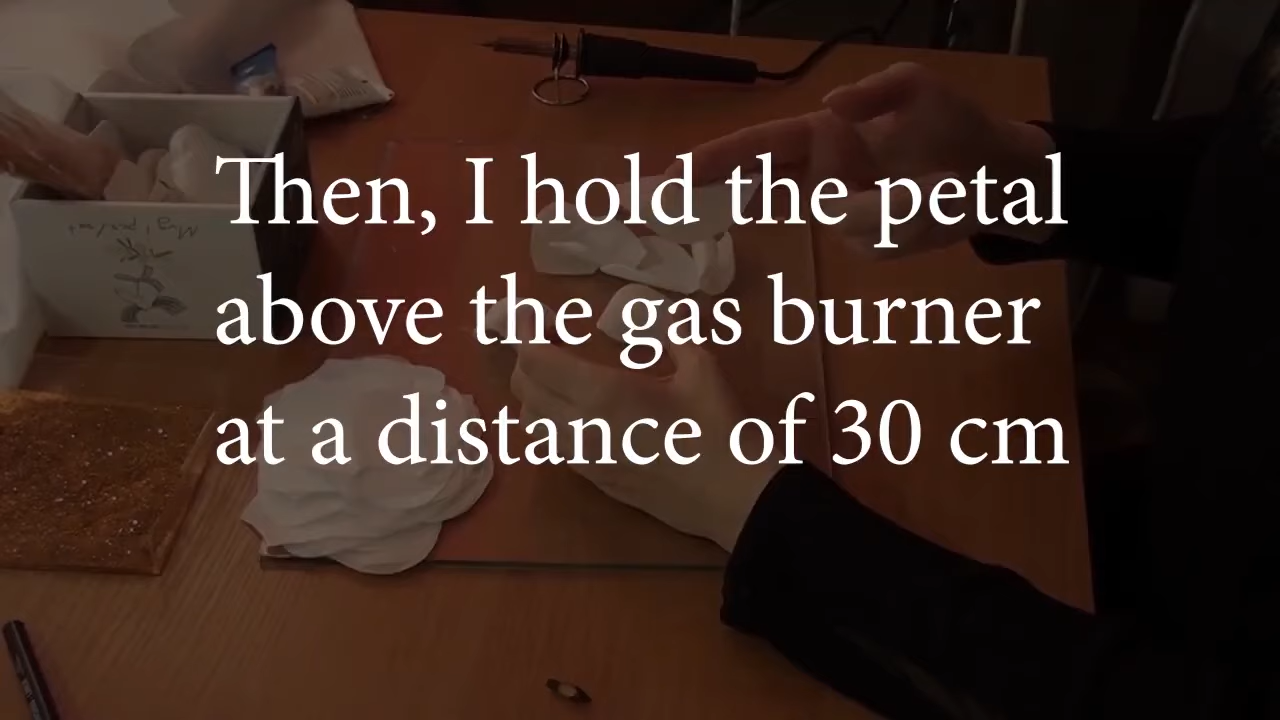 Then, I hold the petal
above the gas burner
at a distance of 30 cm